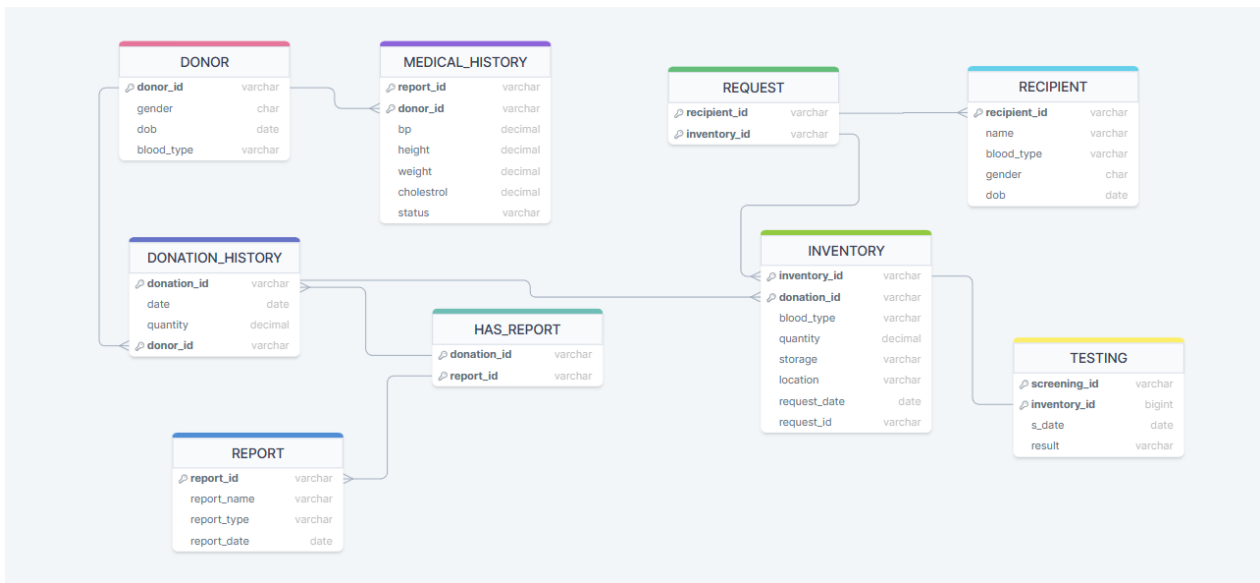 DONOR
donor_id varchar
gender char
dob date
blood_type varchar
MEDICAL_HISTORY
report_id varchar
donor_id varchar
bp decimal
height decimal
weight decimal
cholestrol decimal
status varchar
REQUEST
recipient_id varchar
inventory_id varchar
RECIPIENT
recipient_id varchar
name varchar
blood_type varchar
gender char
dob date
DONATION_HISTORY
donation_id varchar
date date
quantity decimal
donor_id varchar
HAS_REPORT
donation_id varchar
report_id varchar
INVENTORY
inventory_id varchar
donation_id varchar
blood_type varchar
quantity decimal
storage varchar
location varchar
request_date date
request_id varchar
TESTING
screening_id varchar
inventory_id bigint
s_date date
result varchar
REPORT
report_id varchar
report_name varchar
report_type varchar
report_date date